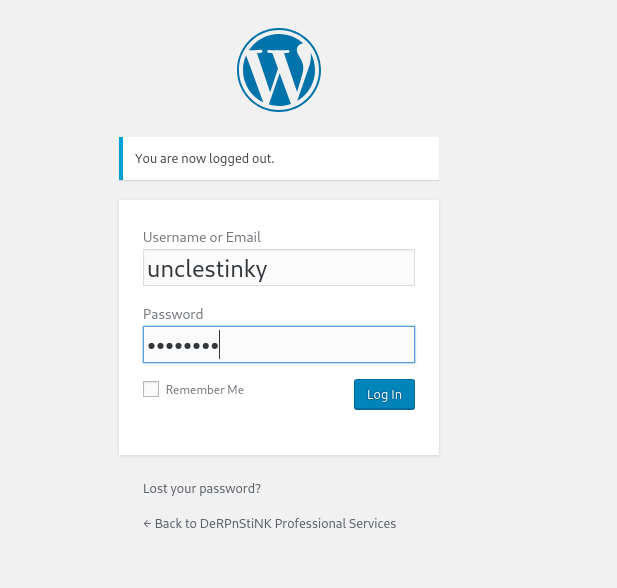 You are now logged out.
Username or Email
unclestinky
Password
••••••••
Remember Me
Log In
Lost your password?
← Back to DeRPnStiNK Professional Services